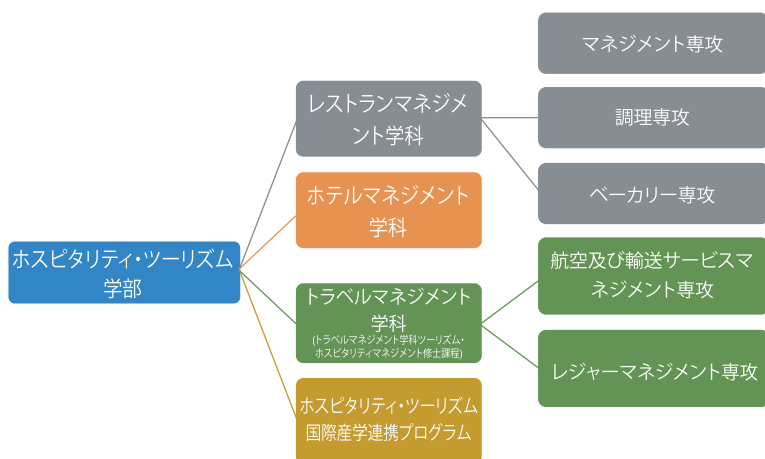 ホスピタリティ・ツーリズム
学部
レストランマネジメ
ント学科
ホテルマネジメント
学科
トラベルマネジメント
学科
(トラベルマネジメント学科ツーリズム・
ホスピタリティマネジメント修士課程)
ホスピタリティ・ツーリズム
国際産学連携プログラム
マネジメント専攻
調理専攻
ベーカリー専攻
航空及び輸送サービスマ
ネジメント専攻
レジャーマネジメント専攻